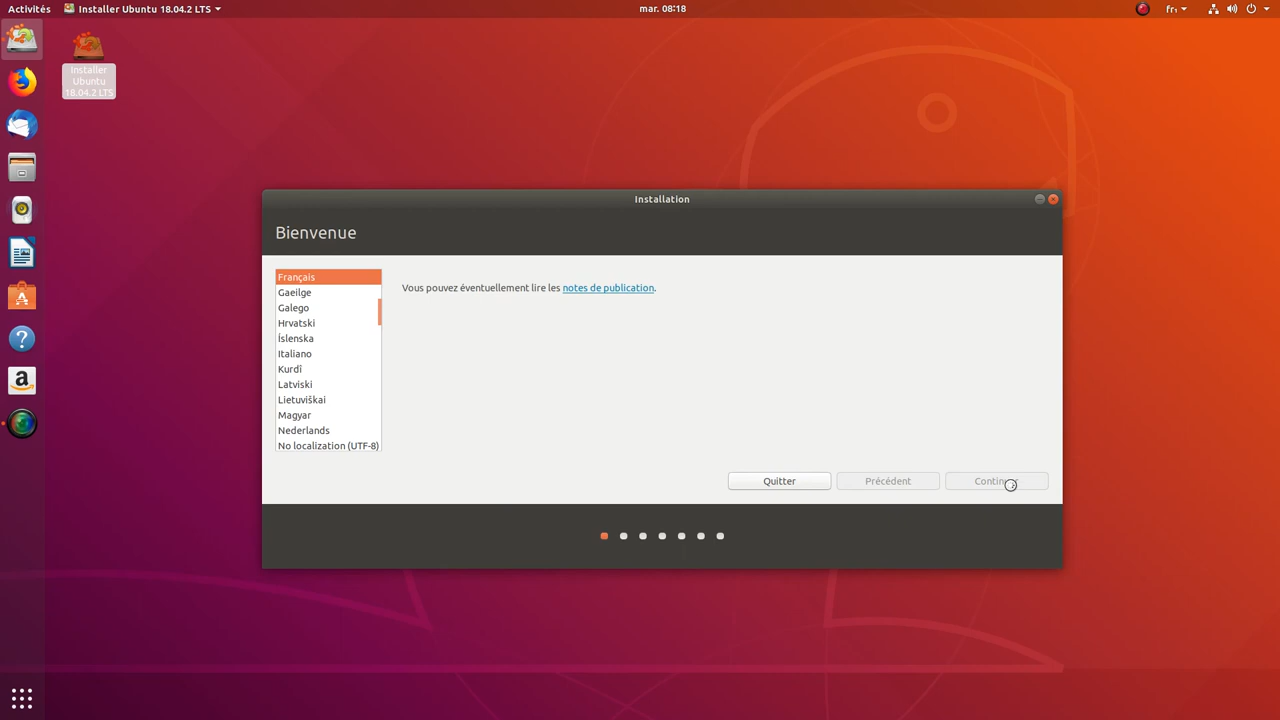 Activités
Installer Ubuntu 18.04.2 LTS
mar. 08:18
fr₁
Installer
Ubuntu
18.04.2 LTS
Installation
Bienvenue
Français
Gaeilge
Galego
Hrvatski
Íslenska
Italiano
Kurdî
Latviski
Lietuviškai
Magyar
Nederlands
No localization (UTF-8)
Vous pouvez éventuellement lire les notes de publication.
Quitter
Précédent
Continuer